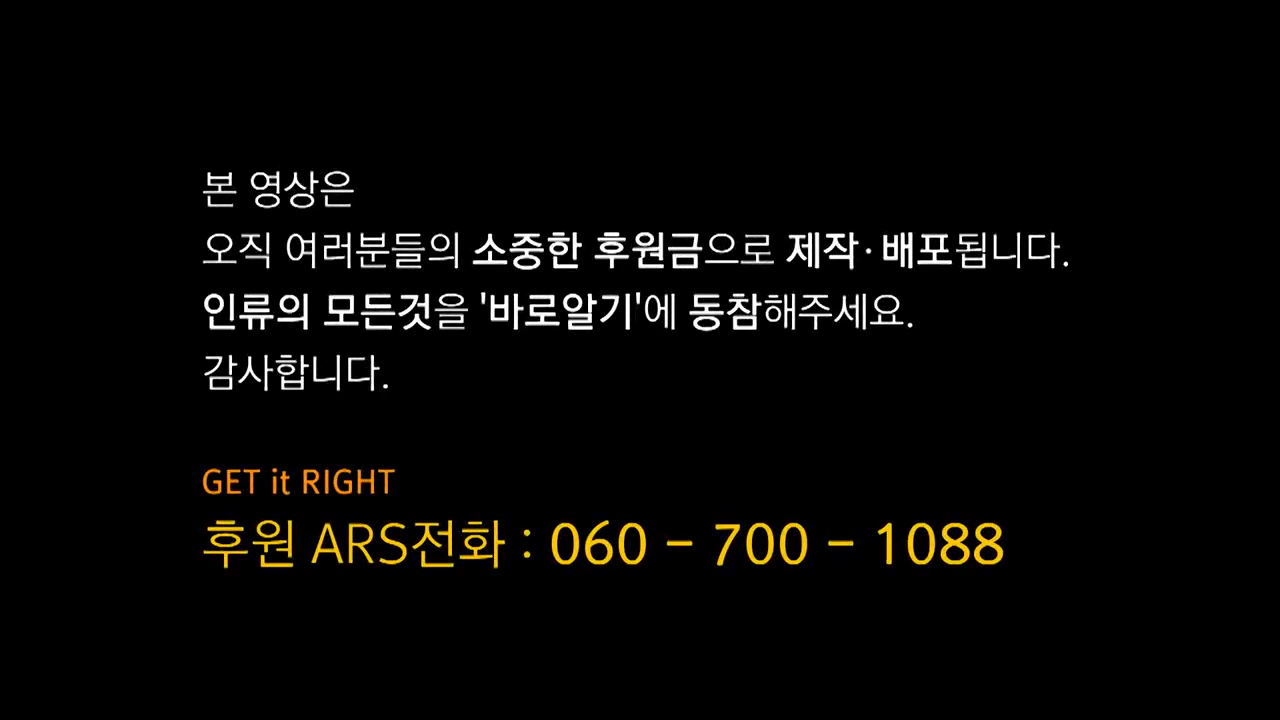 본 영상은
오직 여러분들의 소중한 후원금으로 제작·배포됩니다.
인류의 모든것을 '바로알기'에 동참해주세요.
감사합니다.
GET it RIGHT
후원 ARS전화 : 060 - 700 - 1088